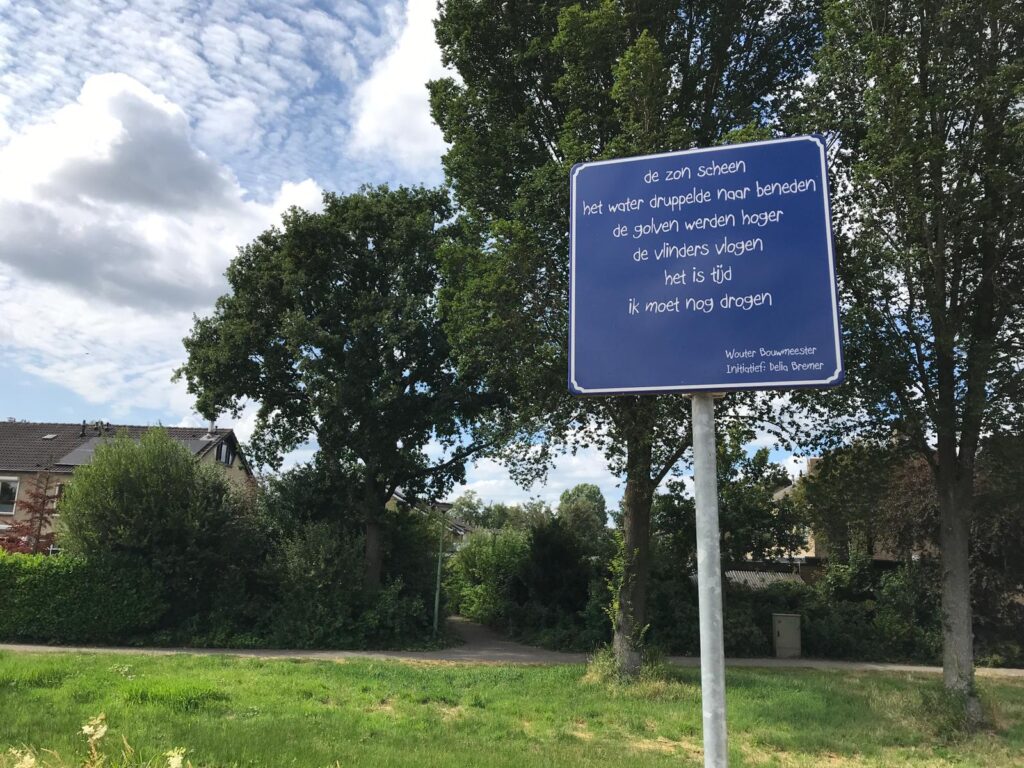 de zon scheen
het water druppelde naar beneden
de golven werden hoger
de vlinders vlogen
het is tijd
ik moet nog drogen
Wouter Bouwmeester
Initiatief: Delia Bremer